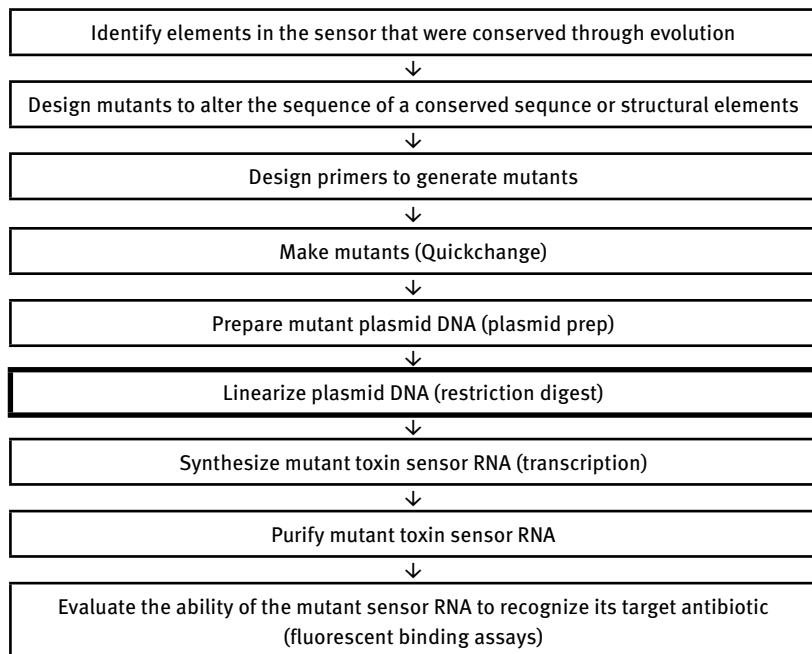 Identify elements in the sensor that were conserved through evolution
↓
Design mutants to alter the sequence of a conserved sequnce or structural elements
↓
Design primers to generate mutants
↓
Make mutants (Quickchange)
↓
Prepare mutant plasmid DNA (plasmid prep)
↓
Linearize plasmid DNA (restriction digest)
↓
Synthesize mutant toxin sensor RNA (transcription)
↓
Purify mutant toxin sensor RNA
↓
Evaluate the ability of the mutant sensor RNA to recognize its target antibiotic
(fluorescent binding assays)